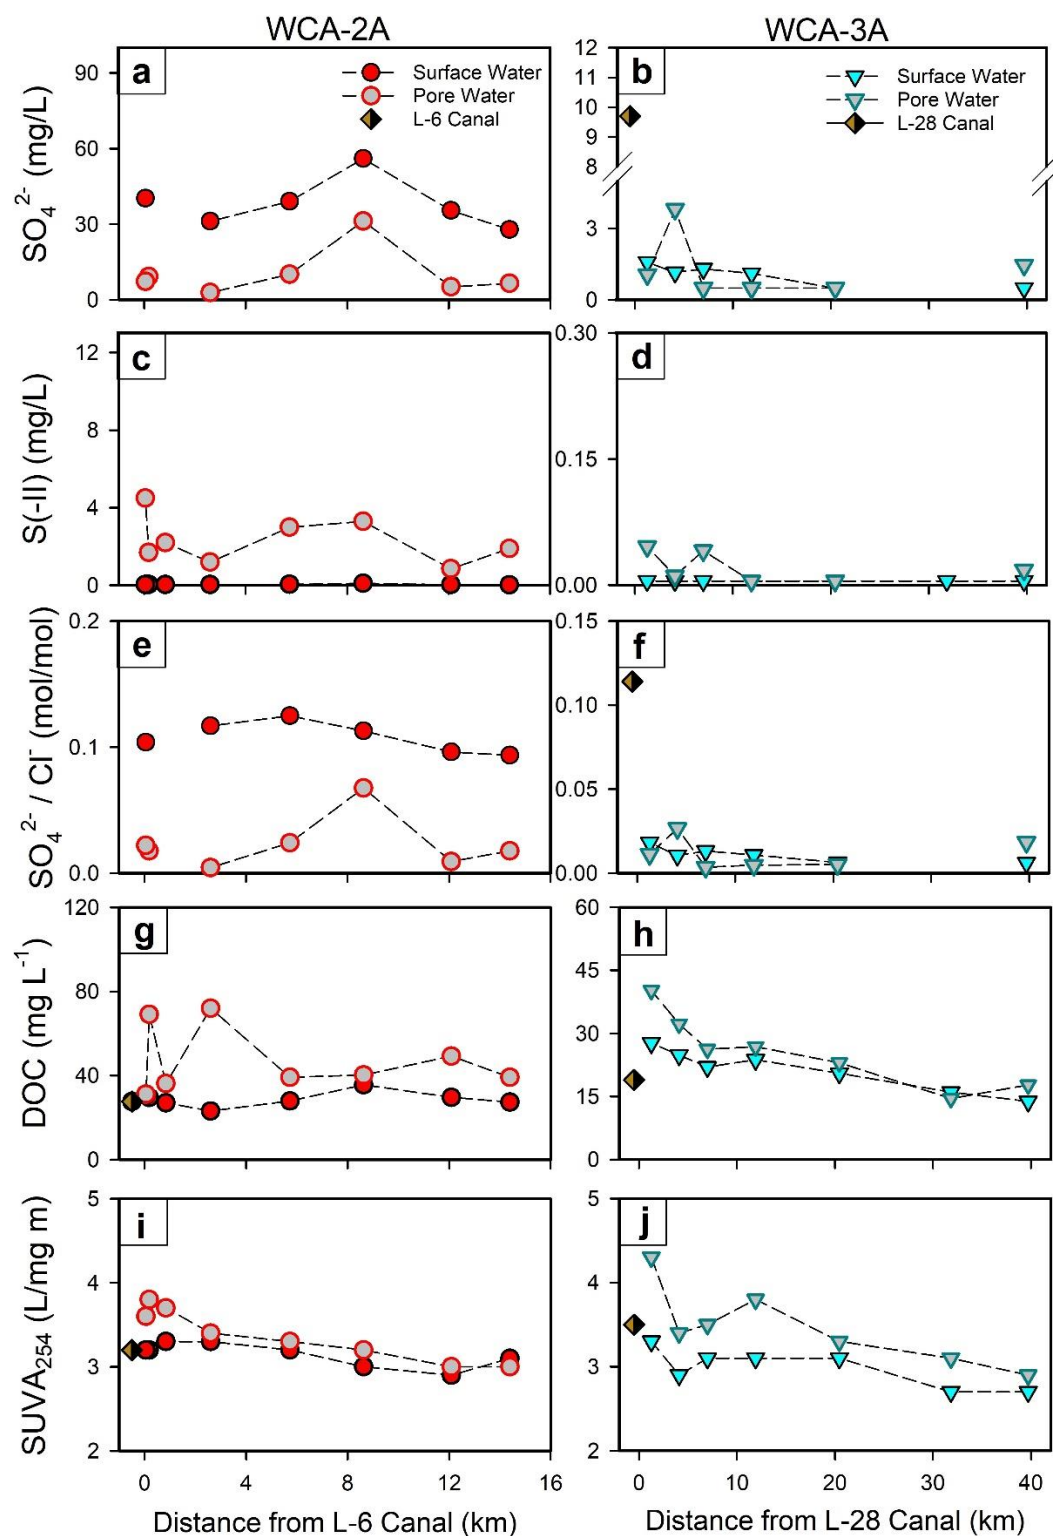 WCA-2A
WCA-3A
a
90
60
30
0
SO₄²⁻ (mg/L)
Surface Water
Pore Water
L-6 Canal
b
12
11
10
9
8
3
0
Surface Water
Pore Water
L-28 Canal
c
12
8
4
0
S(-II) (mg/L)
d
0.30
0.15
0.00
e
0.2
0.1
0.0
SO₄²⁻ / Cl⁻ (mol/mol)
f
0.15
0.10
0.05
0.00
g
120
80
40
0
DOC (mg L⁻¹)
h
60
45
30
15
0
i
5
4
3
2
SUVA₂₅₄ (L/mg m)
0 4 8 12 16
Distance from L-6 Canal (km)
j
5
4
3
2
0 10 20 30 40
Distance from L-28 Canal (km)